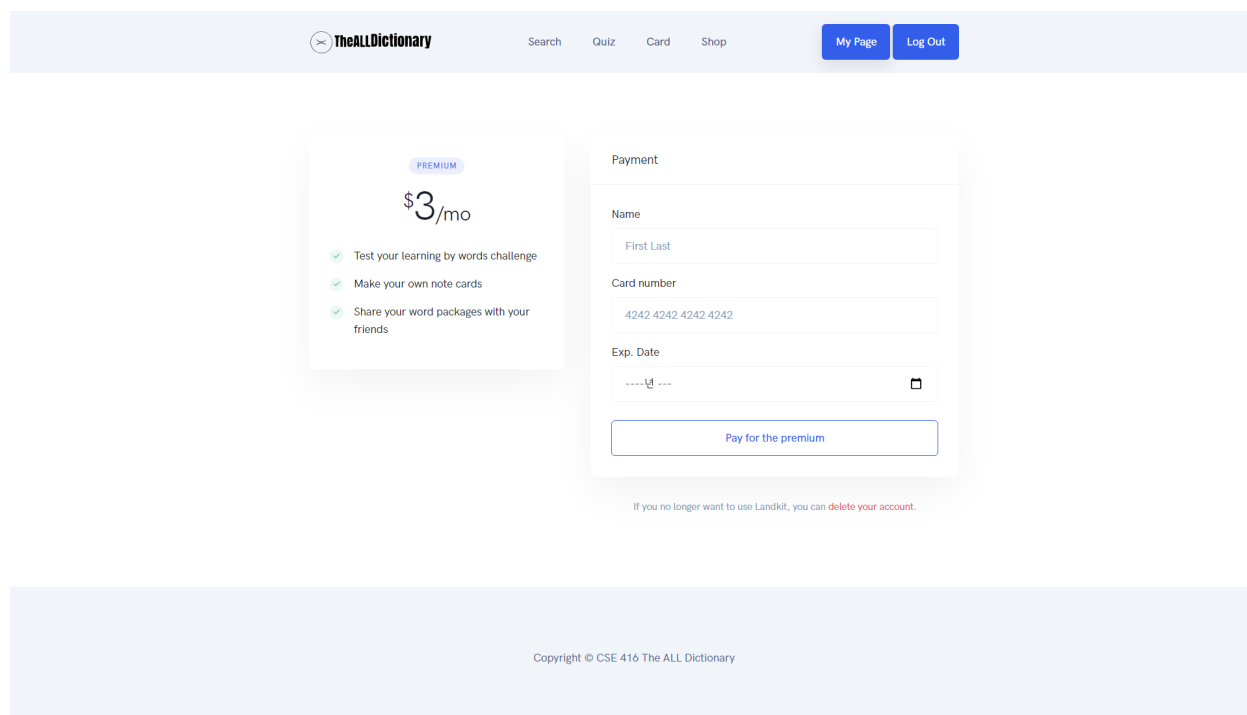 TheALLDictionary
Search Quiz Card Shop My Page Log Out
PREMIUM
$3/mo
Test your learning by words challenge
Make your own note cards
Share your word packages with your
friends
Payment
Name
First Last
Card number
4242 4242 4242 4242
Exp. Date
----년 ---
Pay for the premium
If you no longer want to use Landkit, you can delete your account.
Copyright © CSE 416 The ALL Dictionary